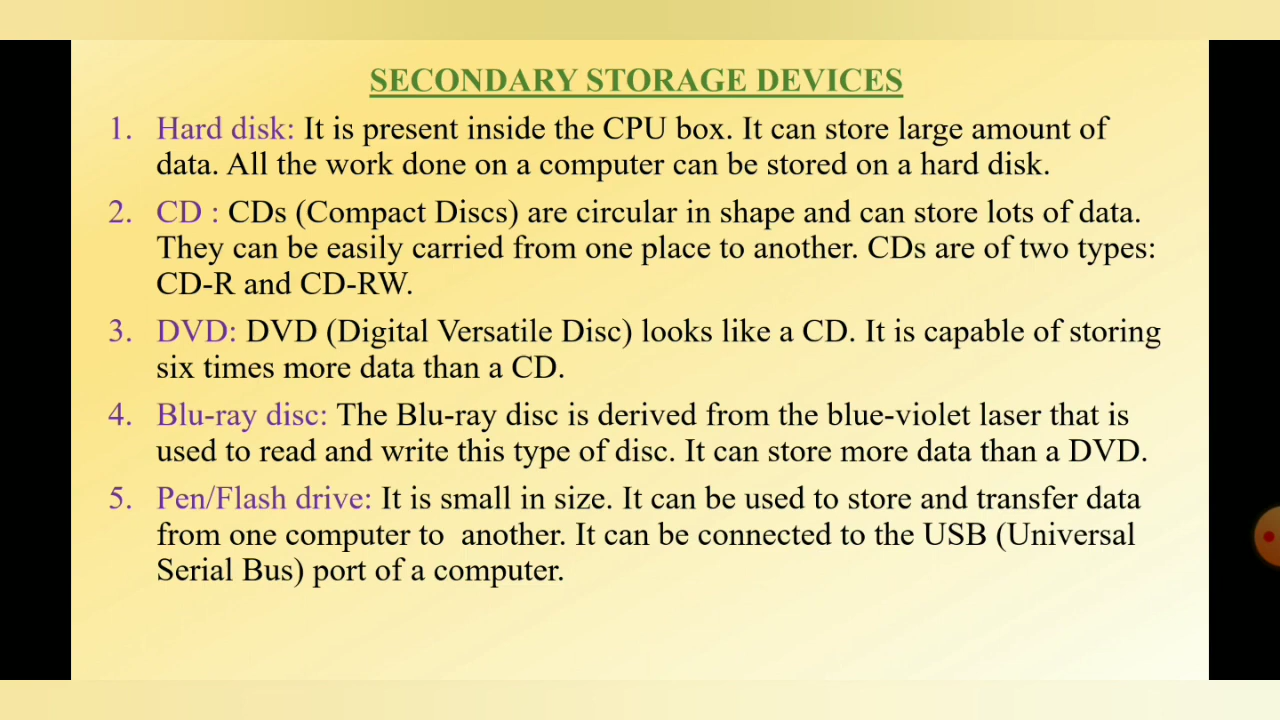 SECONDARY STORAGE DEVICES
1. Hard disk: It is present inside the CPU box. It can store large amount of
data. All the work done on a computer can be stored on a hard disk.
2. CD : CDs (Compact Discs) are circular in shape and can store lots of data.
They can be easily carried from one place to another. CDs are of two types:
CD-R and CD-RW.
3. DVD: DVD (Digital Versatile Disc) looks like a CD. It is capable of storing
six times more data than a CD.
4. Blu-ray disc: The Blu-ray disc is derived from the blue-violet laser that is
used to read and write this type of disc. It can store more data than a DVD.
5. Pen/Flash drive: It is small in size. It can be used to store and transfer data
from one computer to  another. It can be connected to the USB (Universal
Serial Bus) port of a computer.